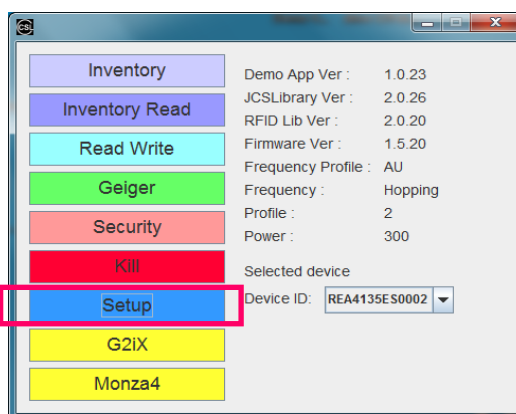 CSL
Inventory
Inventory Read
Read Write
Geiger
Security
Kill
Setup
G2iX
Monza4
Demo App Ver : 1.0.23
JCSLibrary Ver : 2.0.26
RFID Lib Ver : 2.0.20
Firmware Ver : 1.5.20
Frequency Profile : AU
Frequency : Hopping
Profile : 2
Power : 300
Selected device
Device ID: REA4135ES0002